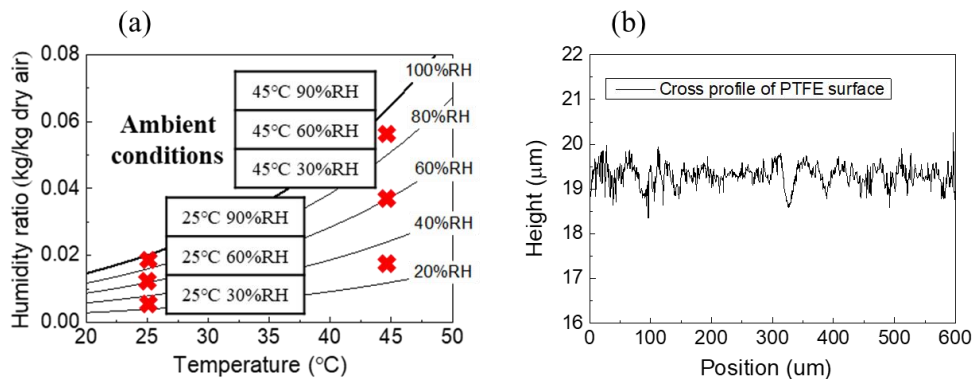 (a)
0.08
0.06
0.04
0.02
0.00
Humidity ratio (kg/kg dry air)
Ambient
conditions
45°C 90%RH
45°C 60%RH
45°C 30%RH
25°C 90%RH
25°C 60%RH
25°C 30%RH
100%RH
80%RH
60%RH
40%RH
20%RH
20 25 30 35 40 45 50
Temperature (°C)
(b)
22
21
20
19
18
17
16
Height (μm)
Cross profile of PTFE surface
0 100 200 300 400 500 600
Position (um)